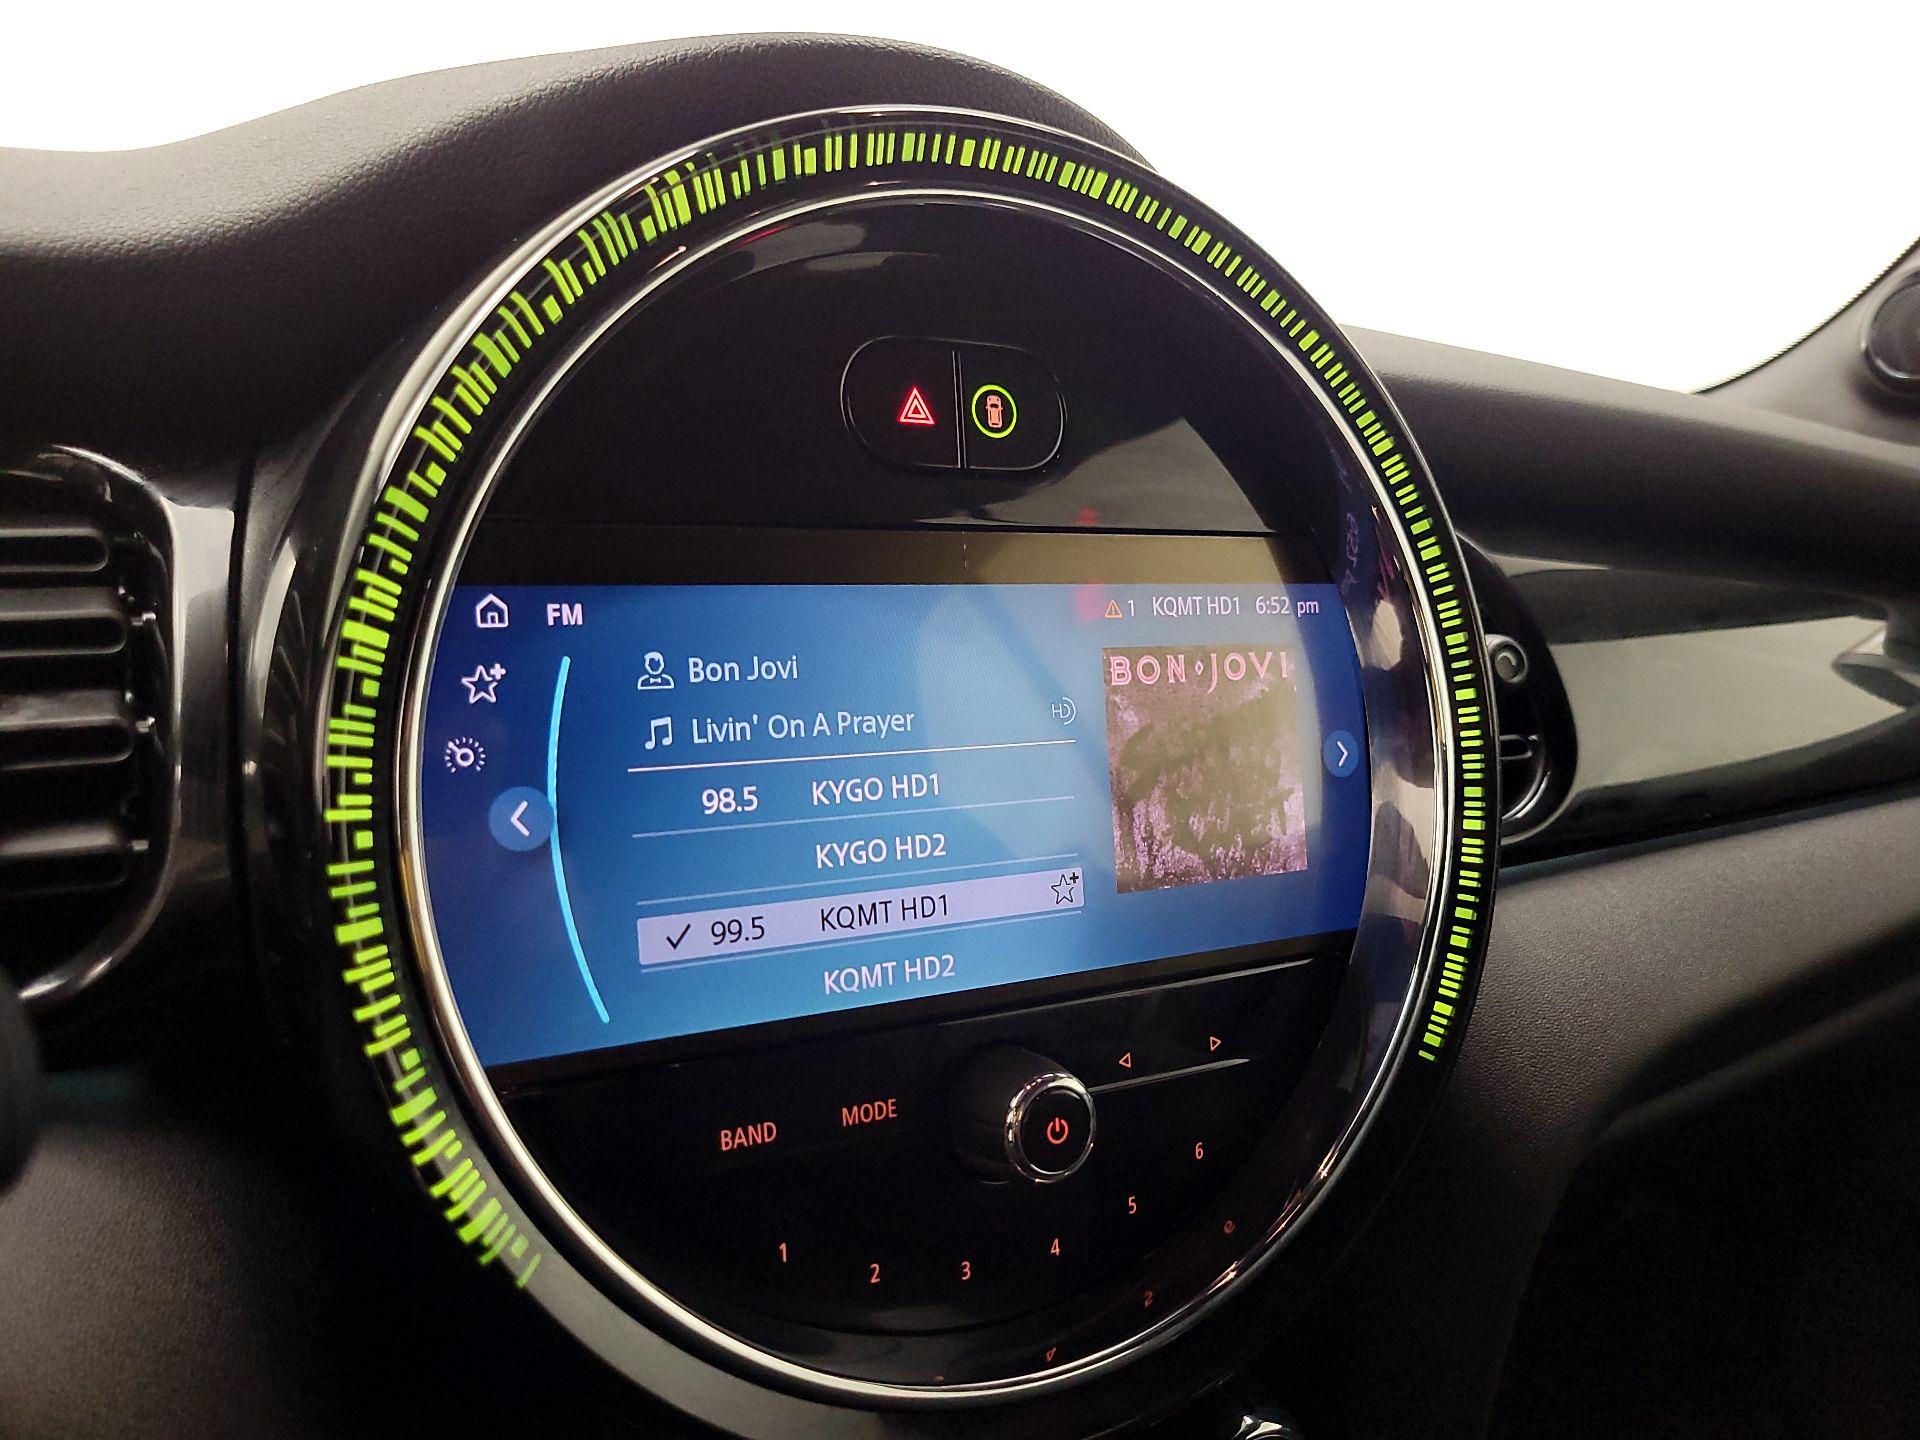 FM
1 KQMT HD1 6:52 pm
Bon Jovi
Livin' On A Prayer HD
BON JOVI
98.5 KYGO HD1
KYGO HD2
99.5 KQMT HD1
KQMT HD2
BAND MODE
1 2 3 4 5 6